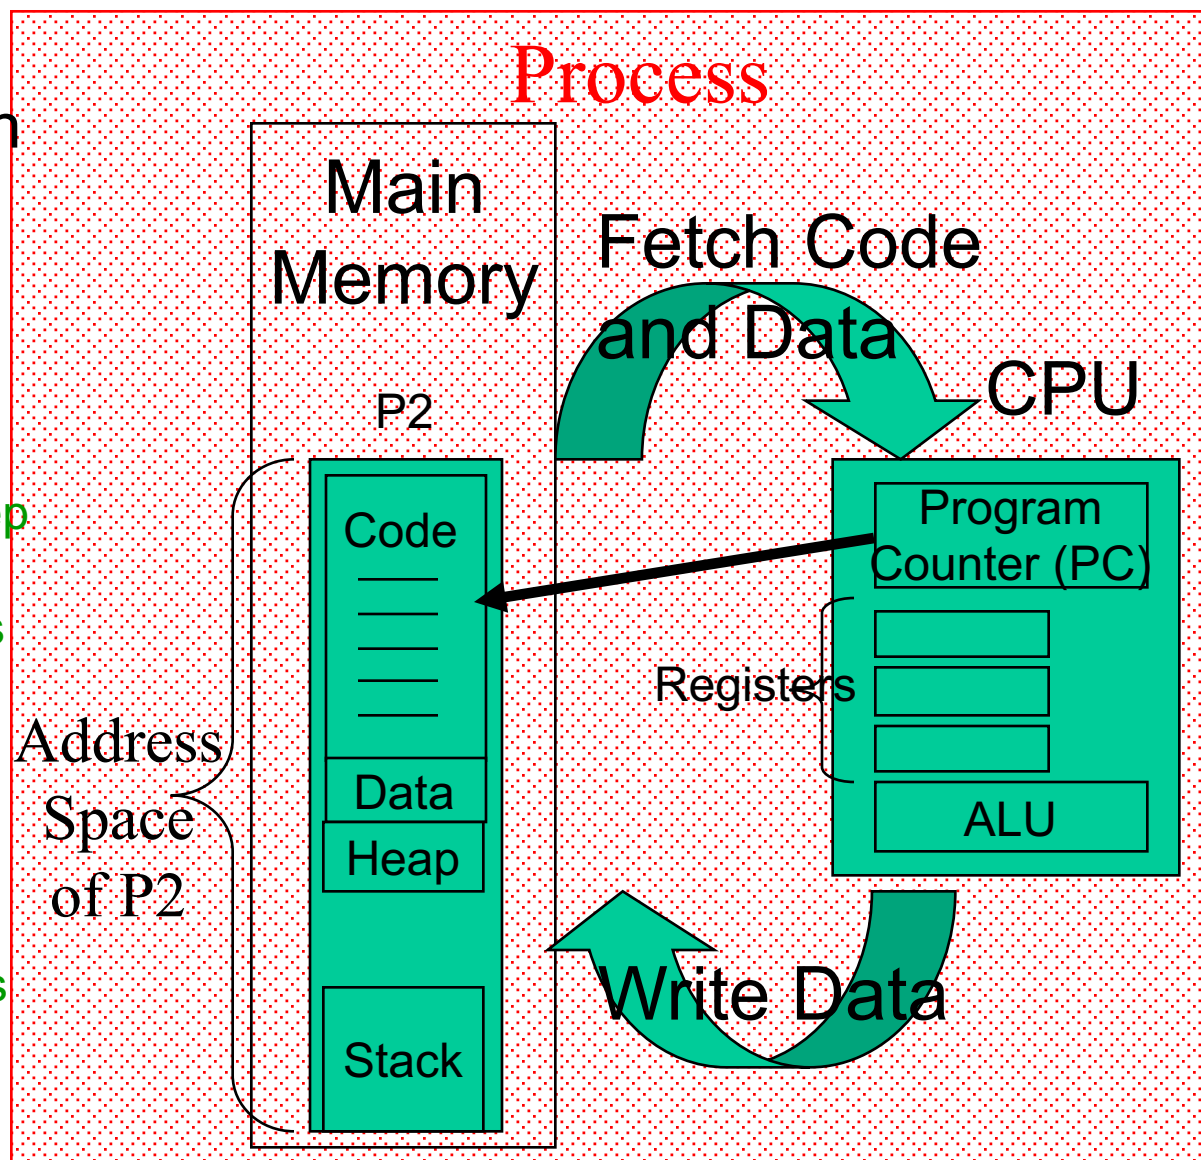 Process
n
Main
Memory
Fetch Code
and Data
CPU
P2
Code
Program
Counter (PC)
op
s
Registers
Address
Space
of P2
Data
Heap
ALU
s
Write Data
Stack